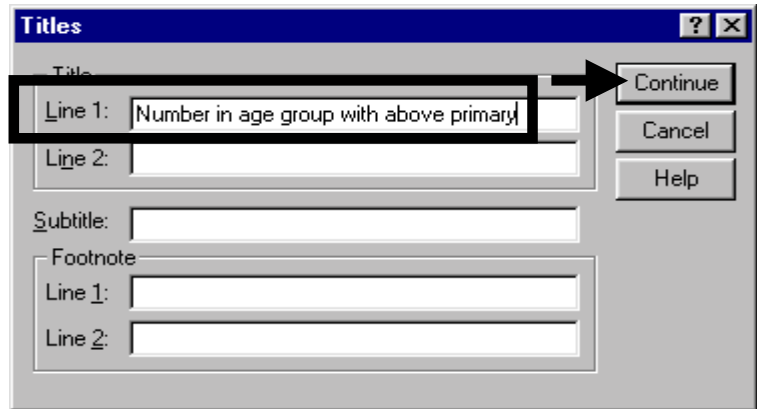 Titles
Title
Line 1: Number in age group with above primary
Line 2:
Subtitle:
Footnote
Line 1:
Line 2:
Continue
Cancel
Help